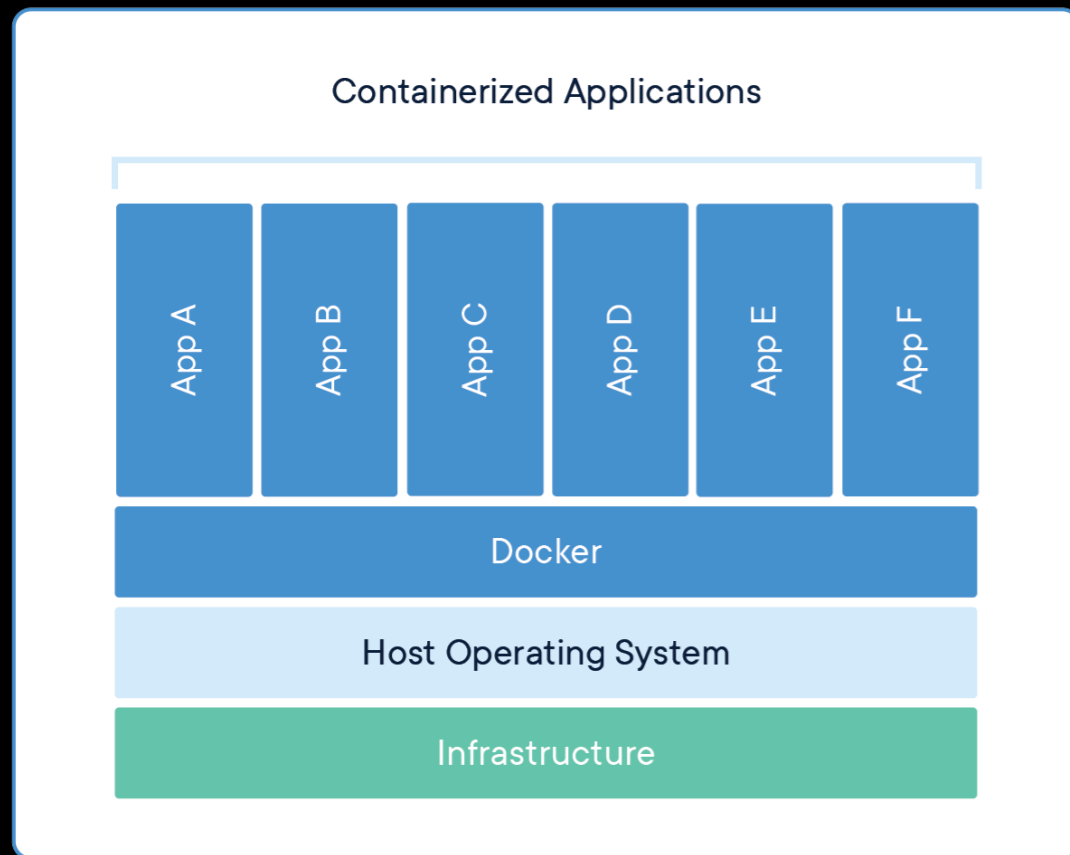 Containerized Applications
App A
App B
App C
App D
App E
App F
Docker
Host Operating System
Infrastructure